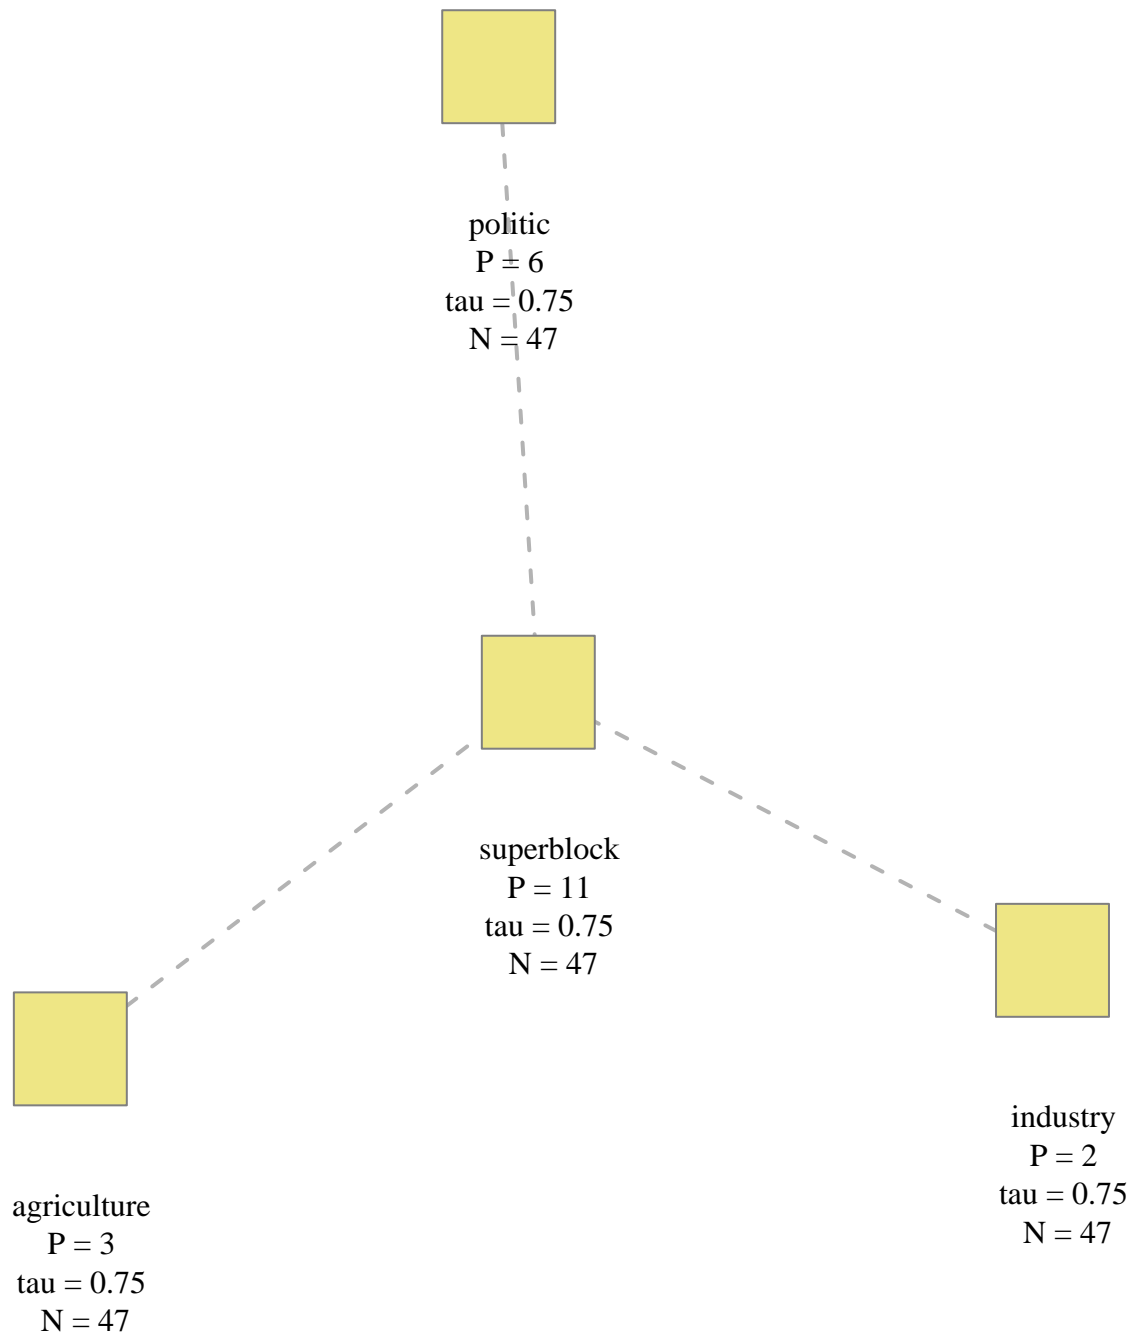 politic
P = 6
tau = 0.75
N = 47
superblock
P = 11
tau = 0.75
N = 47
industry
P = 2
tau = 0.75
N = 47
agriculture
P = 3
tau = 0.75
N = 47